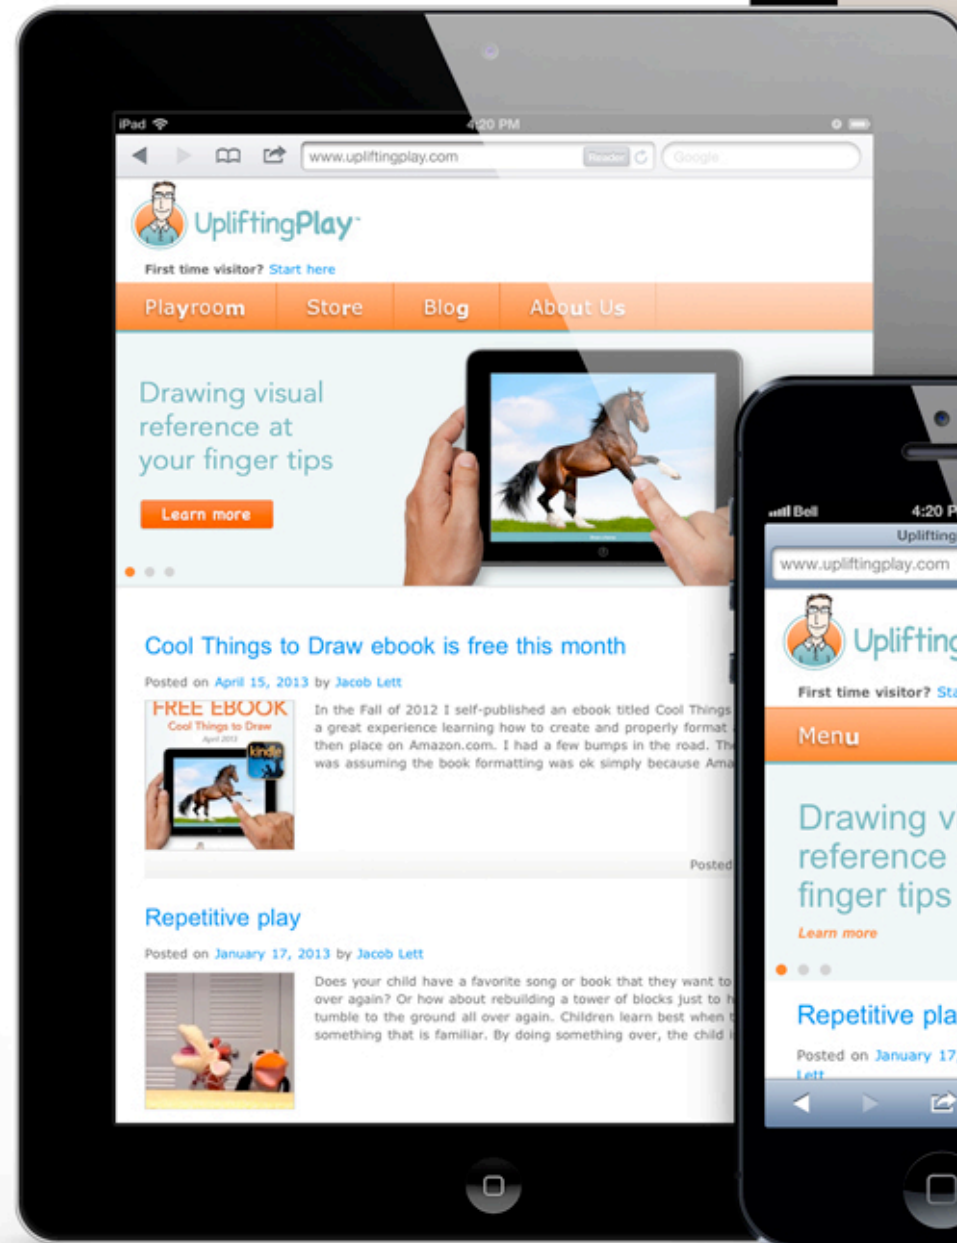 iPad
4:20 PM
www.upliftingplay.com
Reader
Google
UpliftingPlay
First time visitor? Start here
Playroom
Store
Blog
About Us
Drawing visual
reference at
your finger tips
Learn more
Cool Things to Draw ebook is free this month
Posted on April 15, 2013 by Jacob Lett
FREE EBOOK
Cool Things to Draw
April 2013
kindle
In the Fall of 2012 I self-published an ebook titled Cool Things
a great experience learning how to create and properly format
then place on Amazon.com. I had a few bumps in the road.
was assuming the book formatting was ok simply because
Posted
Repetitive play
Posted on January 17, 2013 by Jacob Lett
Does your child have a favorite song or book that they want to
over again? Or how about rebuilding a tower of blocks just to
tumble to the ground all over again. Children learn best when
something that is familiar. By doing something over, the child
Bell
4:20
Uplifting
www.upliftingplay.com
Uplifting
First time visitor?
Menu
Drawing
reference
finger tips
Learn more
Repetitive
Posted on January 17
Lett